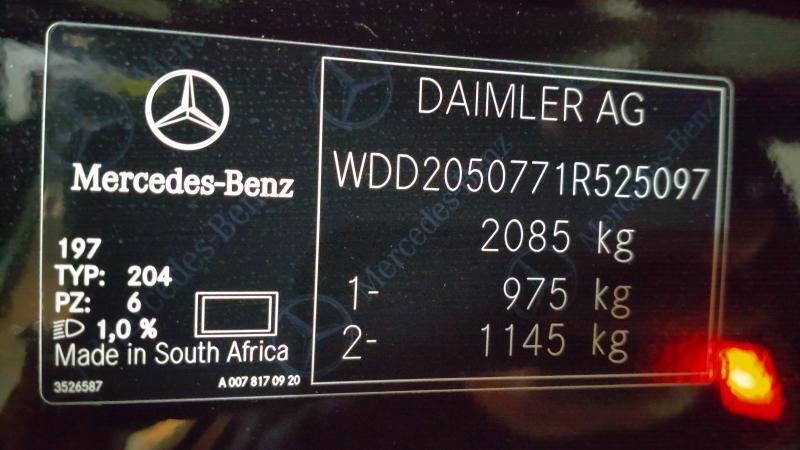 Mercedes-Benz
197
TYP: 204
PZ: 6
1,0 %
Made in South Africa
3526587
A 007 817 09 20
DAIMLER AG
WDD2050771R525097
2085 kg
1- 975 kg
2- 1145 kg